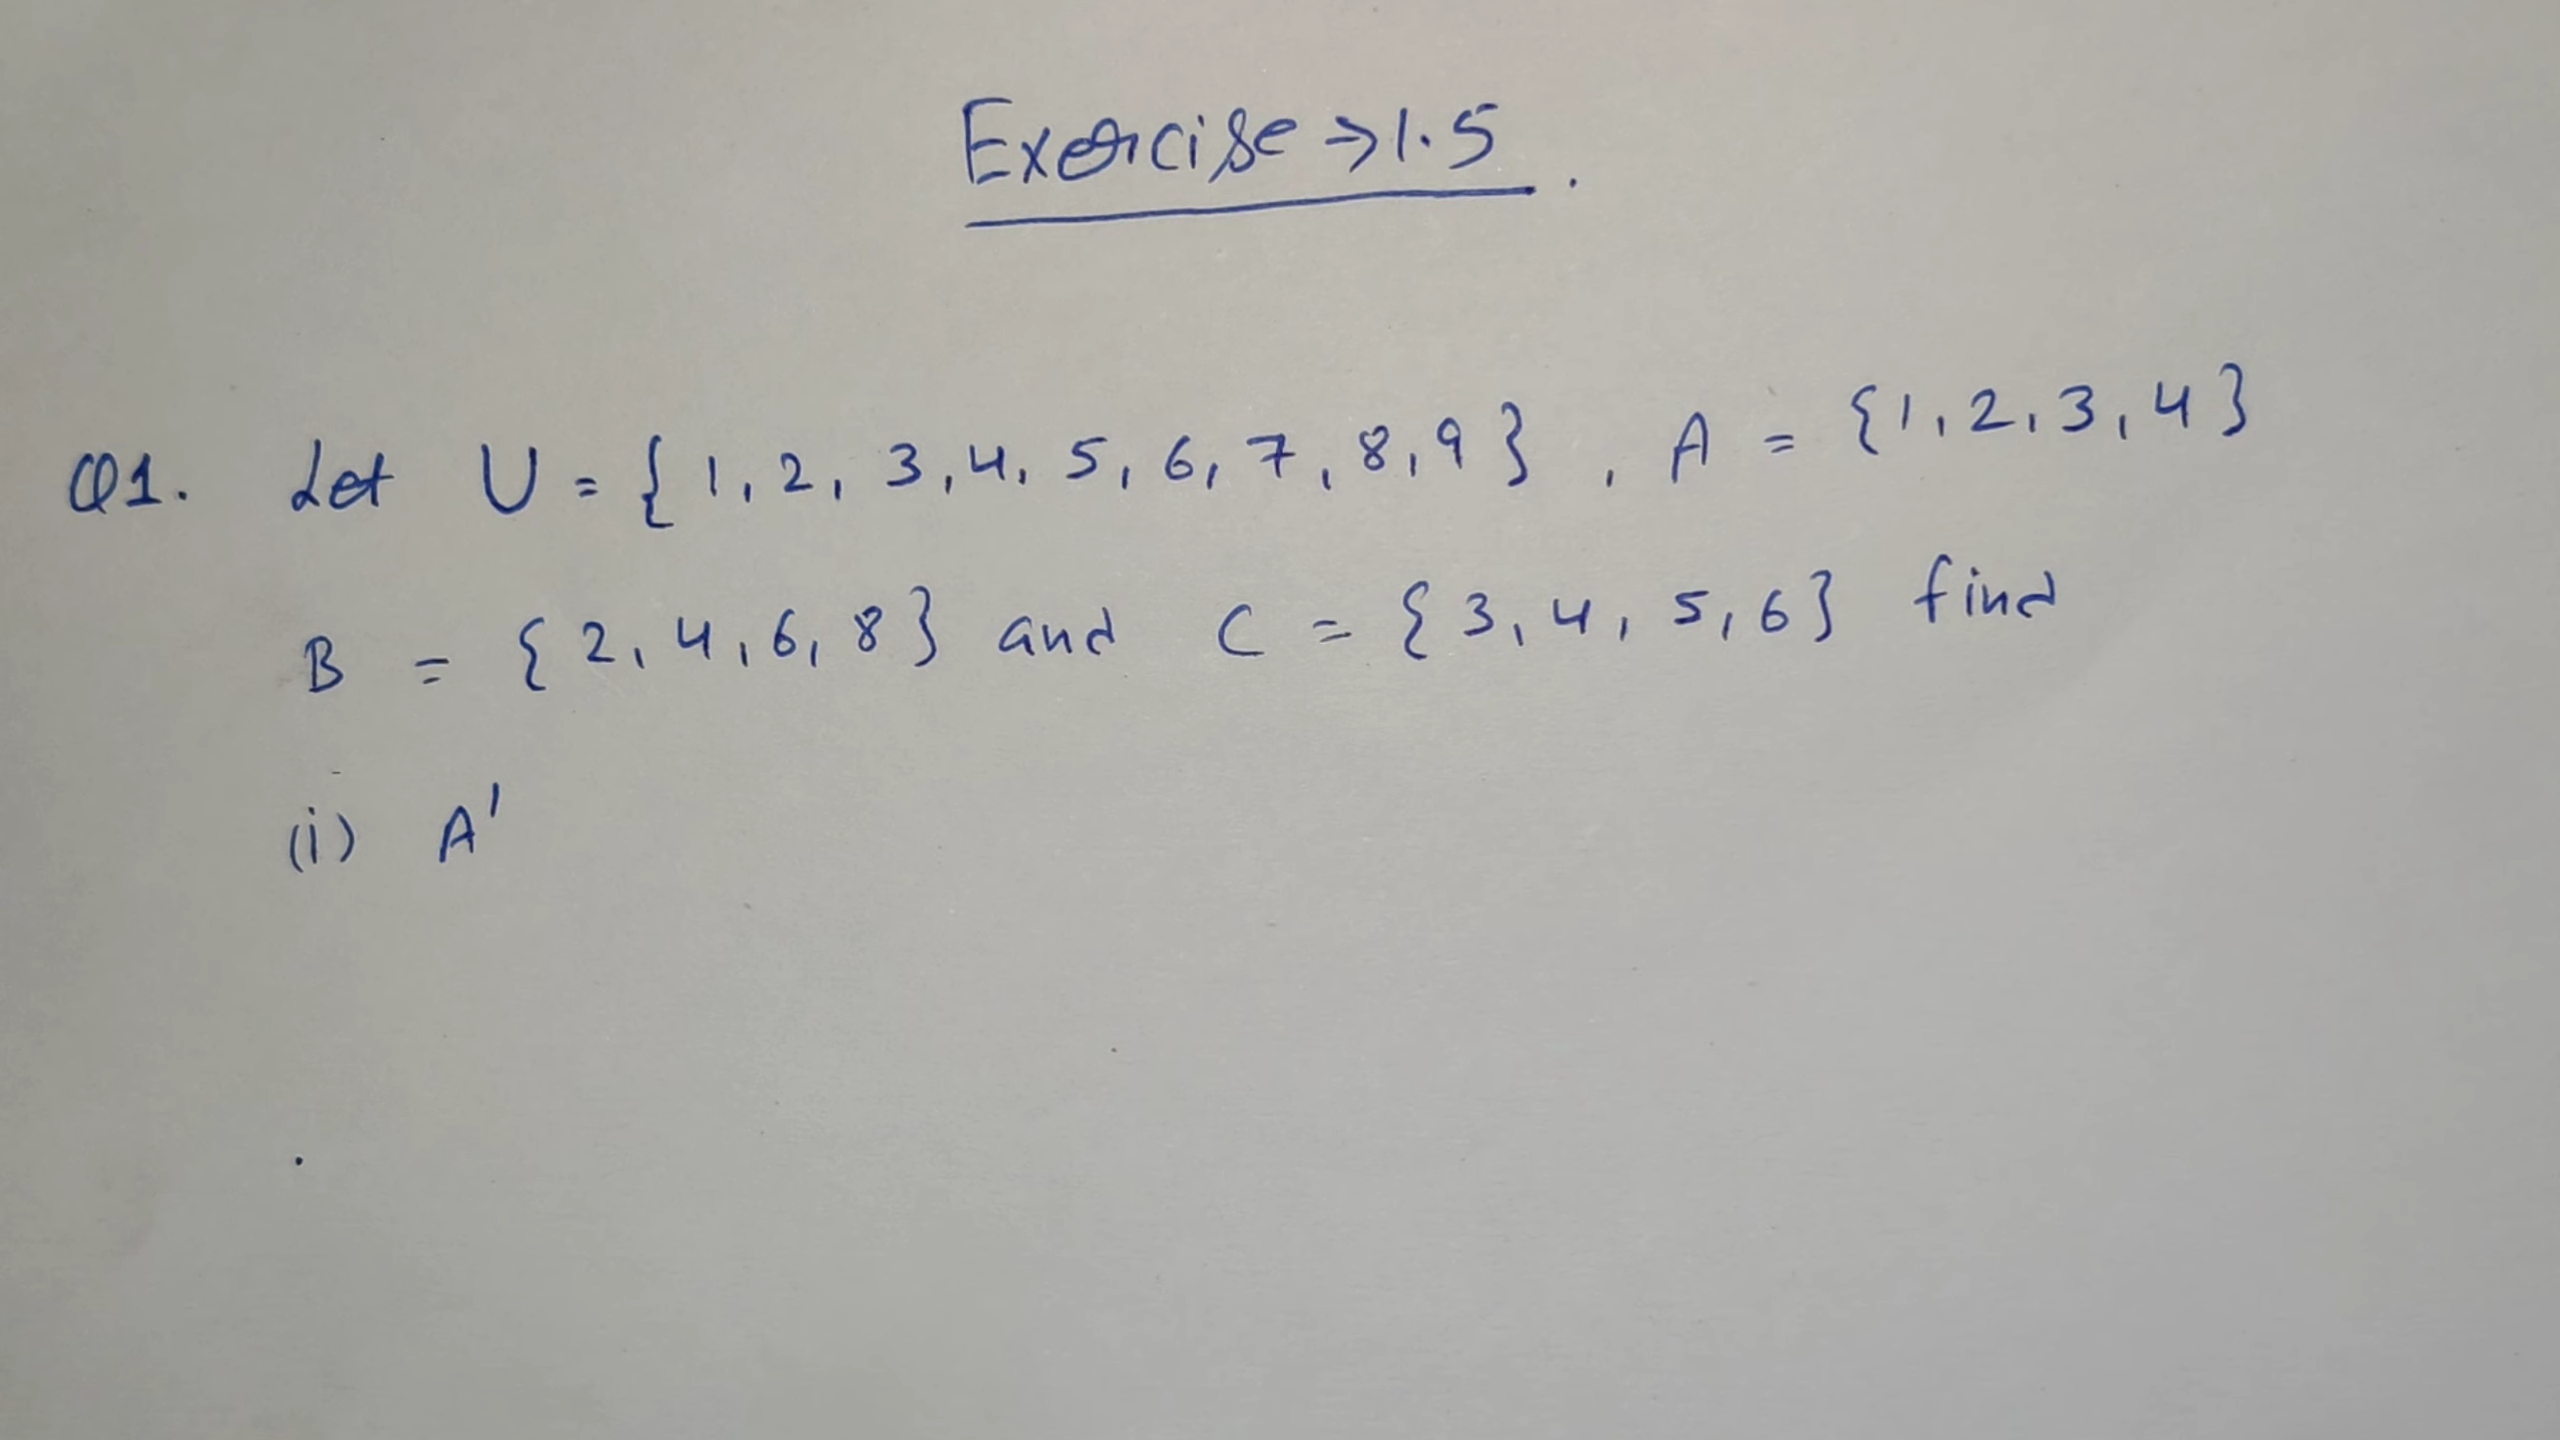 Exercise → 1.5.
Q1. Let U = { 1, 2, 3, 4, 5, 6, 7, 8, 9 } , A = {1, 2, 3, 4}
B = { 2, 4, 6, 8 } and C = { 3, 4, 5, 6} find
(i) A'